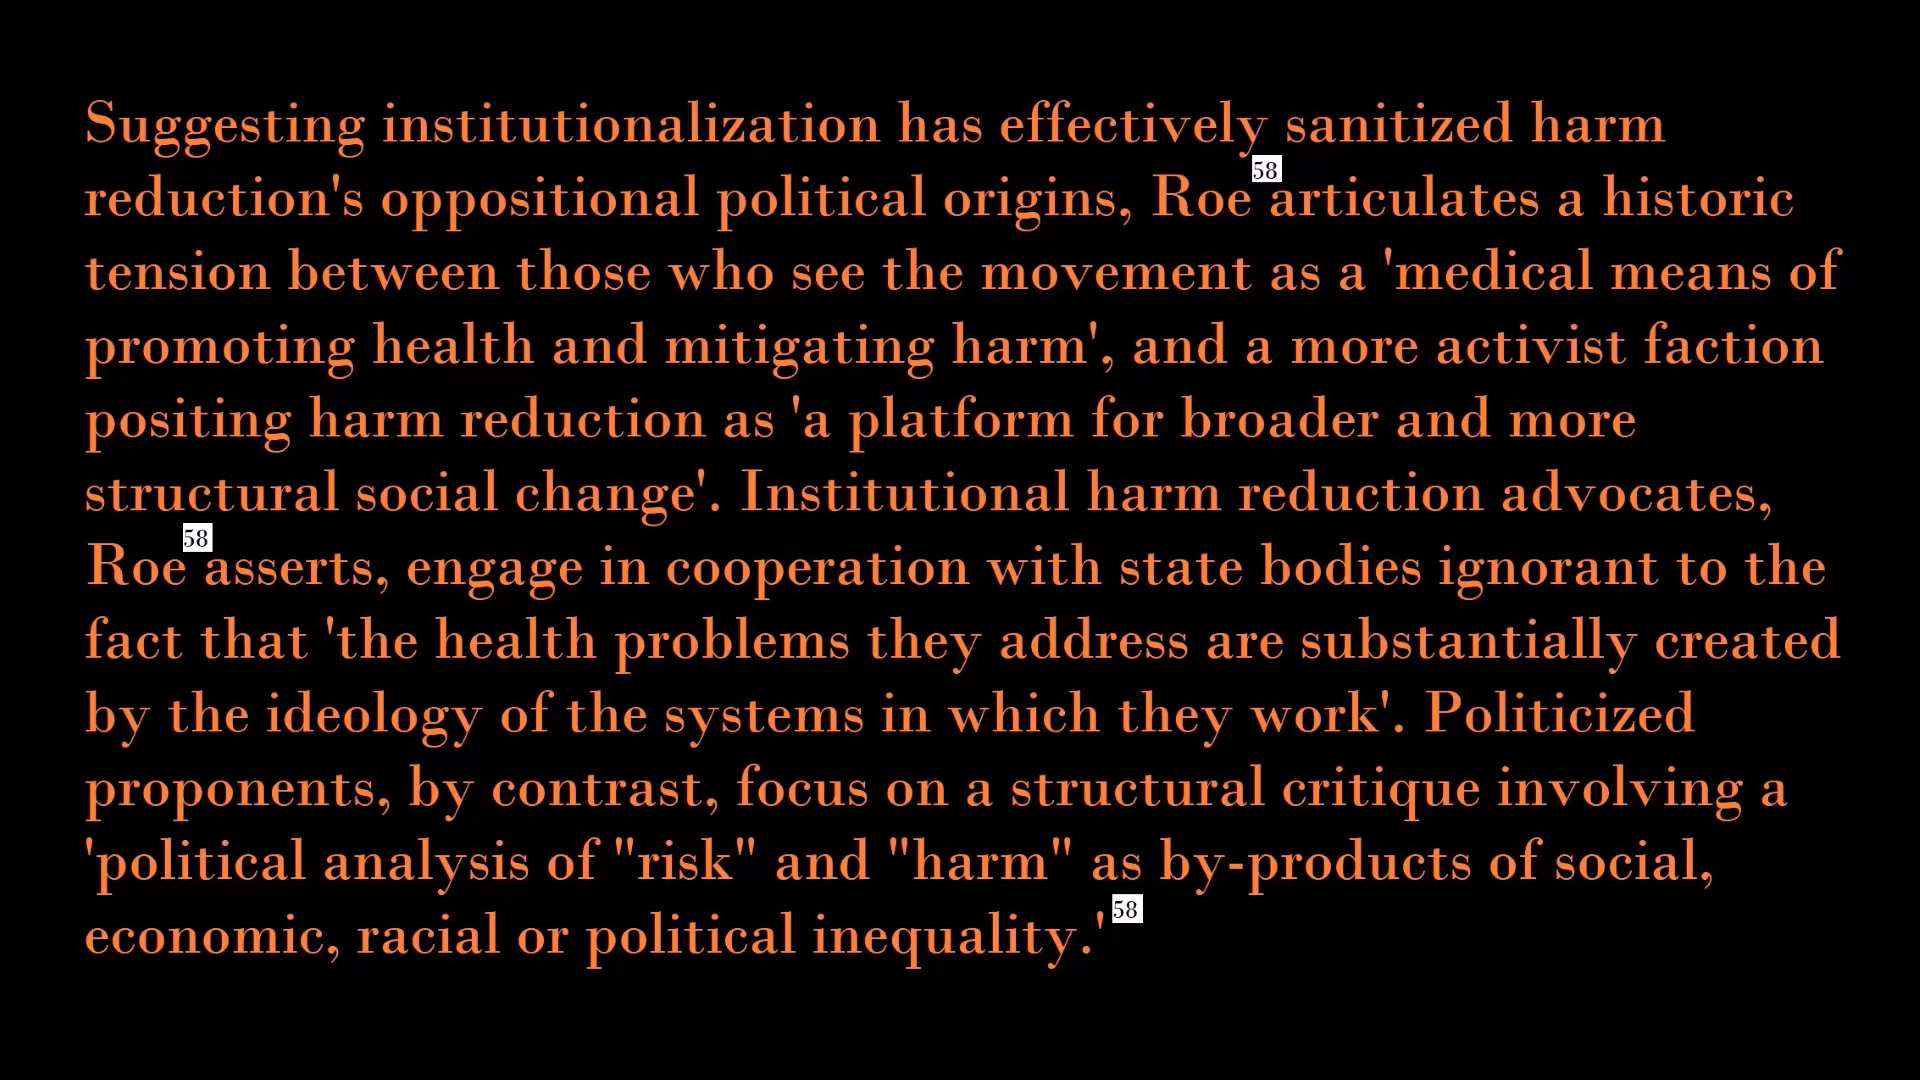 Suggesting institutionalization has effectively sanitized harm
reduction's oppositional political origins, Roe58 articulates a historic
tension between those who see the movement as a 'medical means of
promoting health and mitigating harm', and a more activist faction
positing harm reduction as 'a platform for broader and more
structural social change'. Institutional harm reduction advocates,
Roe58 asserts, engage in cooperation with state bodies ignorant to the
fact that 'the health problems they address are substantially created
by the ideology of the systems in which they work'. Politicized
proponents, by contrast, focus on a structural critique involving a
'political analysis of "risk" and "harm" as by-products of social,
economic, racial or political inequality.'58